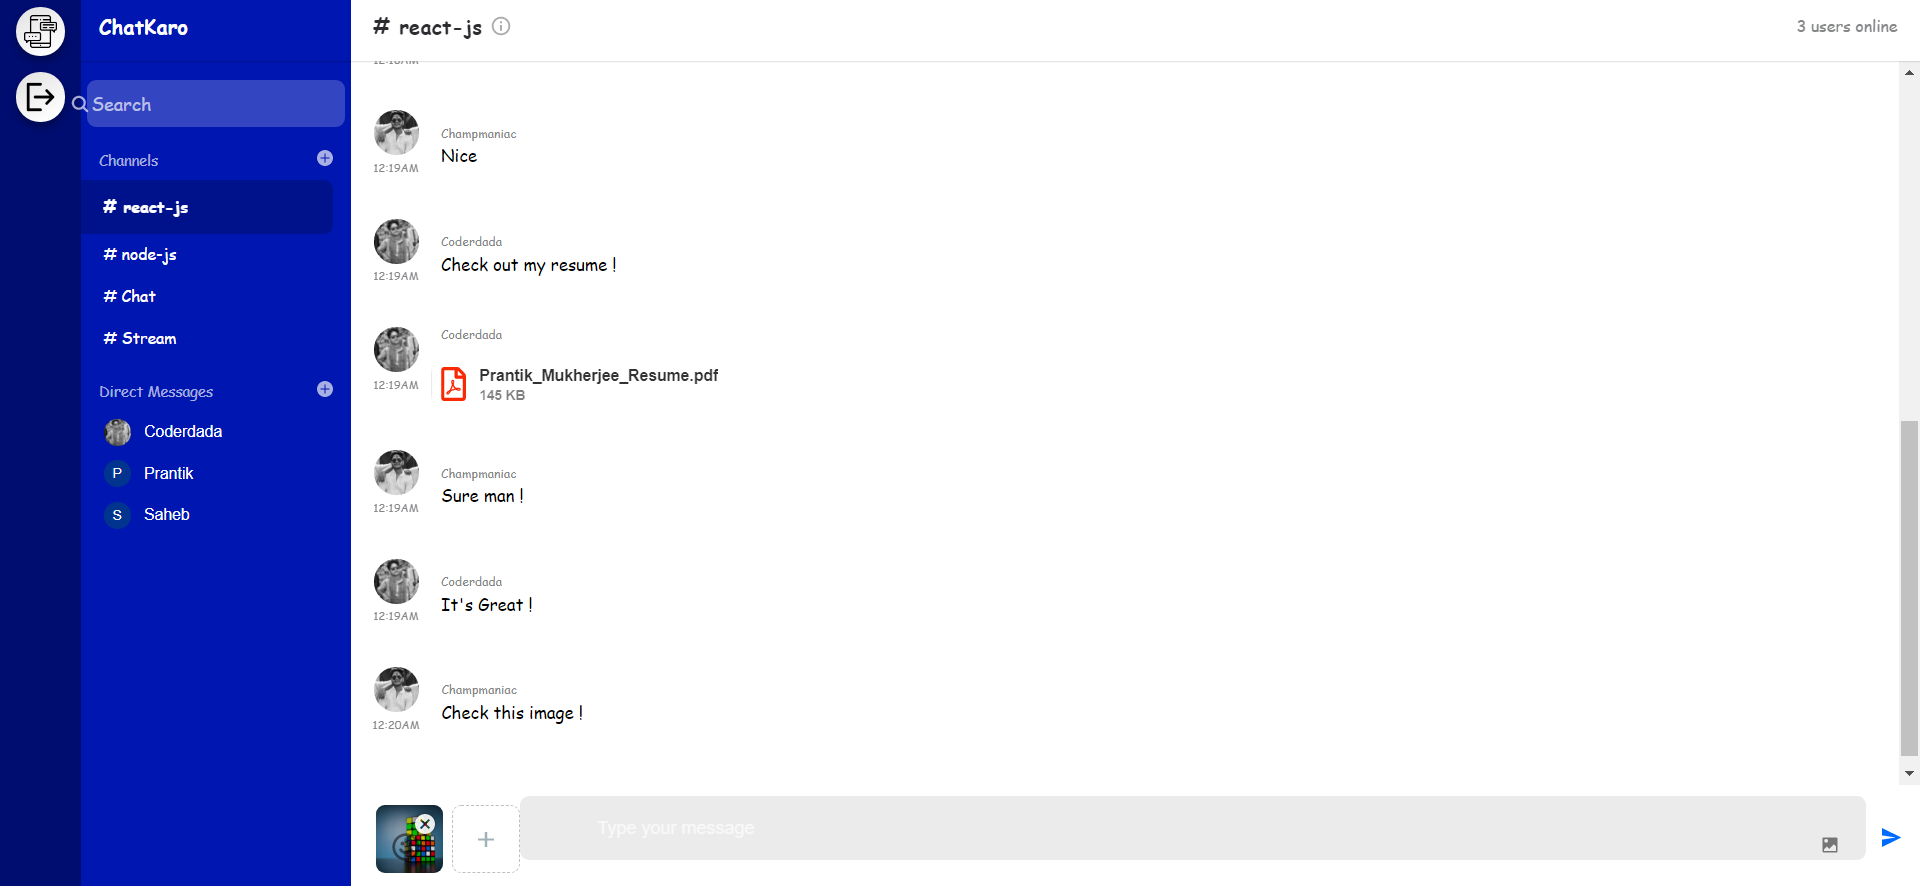 ChatKaro
Search
Channels
# react-js
# node-js
# Chat
# Stream
Direct Messages
Coderdada
P Prantik
S Saheb
# react-js
3 users online
Champmaniac
Nice
12:19AM
Coderdada
Check out my resume !
12:19AM
Coderdada
Prantik_Mukherjee_Resume.pdf
145 KB
12:19AM
Champmaniac
Sure man !
12:19AM
Coderdada
It's Great !
12:19AM
Champmaniac
Check this image !
12:20AM
Type your message